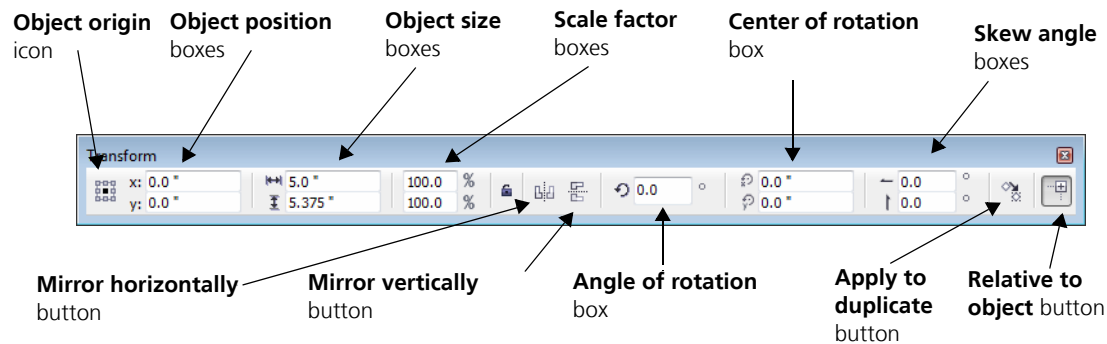 Object origin
icon
Object position
boxes
Object size
boxes
Scale factor
boxes
Center of rotation
box
Skew angle
boxes
Transform
x: 0.0 "
y: 0.0 "
5.0 "
5.375 "
100.0 %
100.0 %
0.0 °
0.0 "
0.0 "
0.0 °
0.0 °
Mirror horizontally
button
Mirror vertically
button
Angle of rotation
box
Apply to
duplicate
button
Relative to
object button